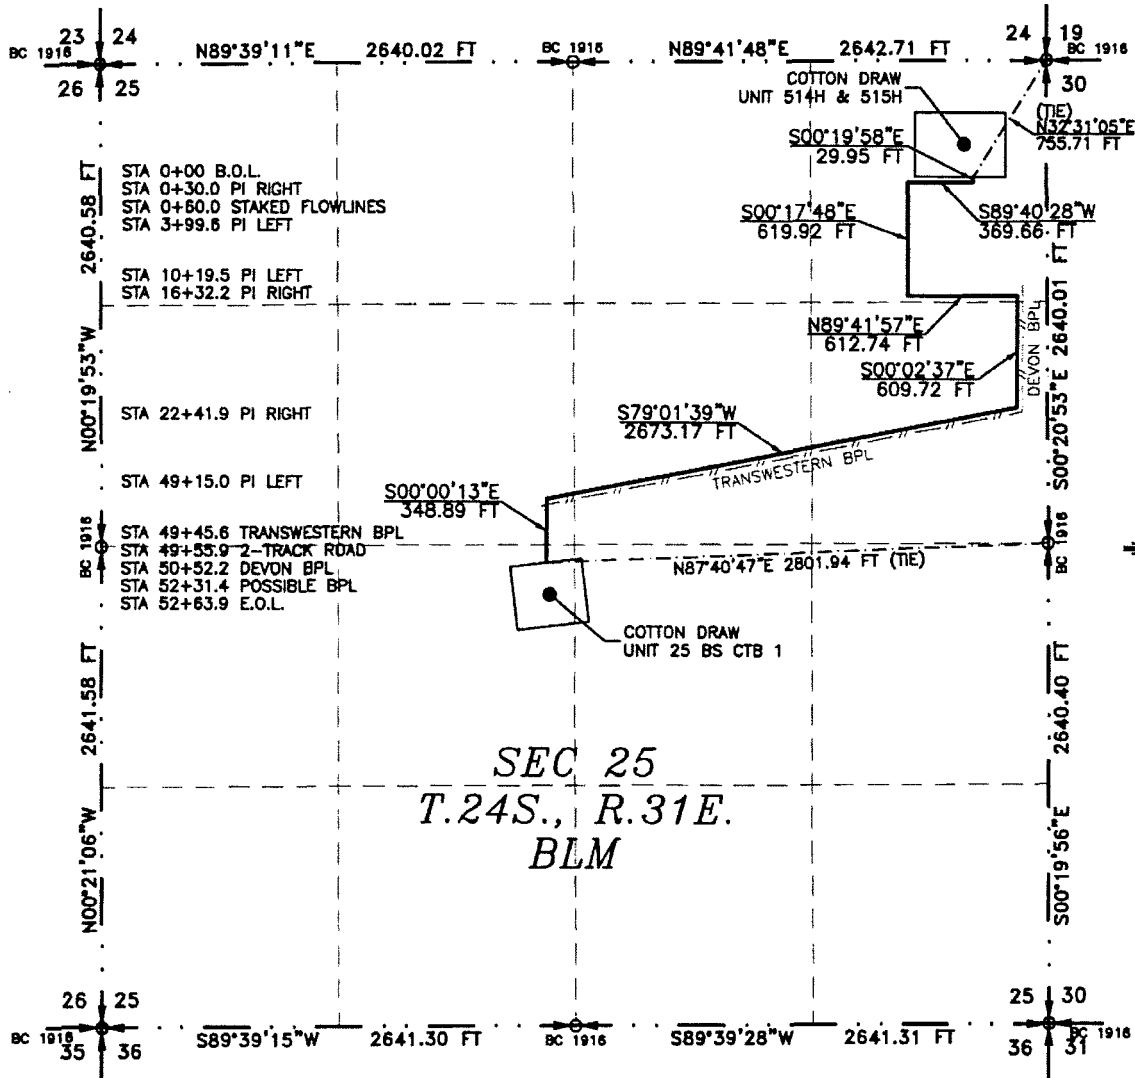 23 24
BC 1916
26 25
N89°39'11"E 2640.02 FT
BC 1916
N89°41'48"E 2642.71 FT
24 19
BC 1916
30
COTTON DRAW
UNIT 514H & 515H
(TIE)
N32°31'05"E
755.71 FT
S00°19'58"E
29.95 FT
STA 0+00 B.O.L.
STA 0+30.0 PI RIGHT
STA 0+60.0 STAKED FLOWLINES
STA 3+99.6 PI LEFT
STA 10+19.5 PI LEFT
STA 16+32.2 PI RIGHT
STA 22+41.9 PI RIGHT
STA 49+15.0 PI LEFT
STA 49+45.6 TRANSWESTERN BPL
STA 49+55.9 2-TRACK ROAD
STA 50+52.2 DEVON BPL
STA 52+31.4 POSSIBLE BPL
STA 52+63.9 E.O.L.
S00°17'48"E
619.92 FT
S89°40'28"W
369.66 FT
N89°41'57"E
612.74 FT
S00°02'37"E
609.72 FT
DEVON BPL
S79°01'39"W
2673.17 FT
TRANSWESTERN BPL
S00°00'13"E
348.89 FT
N87°40'47"E 2801.94 FT (TIE)
COTTON DRAW
UNIT 25 BS CTB 1
N00°19'53"W 2640.58 FT
S00°20'53"E 2640.01 FT
BC 1916
BC 1916
N00°21'06"W 2641.58 FT
S00°19'56"E 2640.40 FT
SEC 25
T.24S., R.31E.
BLM
26 25
BC 1916
35 36
S89°39'15"W 2641.30 FT
BC 1916
S89°39'28"W 2641.31 FT
25 30
BC 1916
36 31